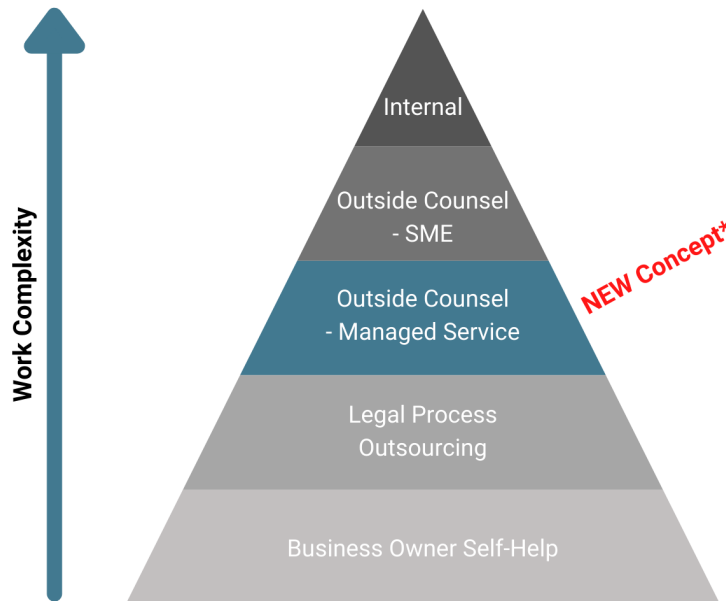 Internal
Outside Counsel
- SME
NEW Concept*
Outside Counsel
- Managed Service
Work Complexity
Legal Process
Outsourcing
Business Owner Self-Help